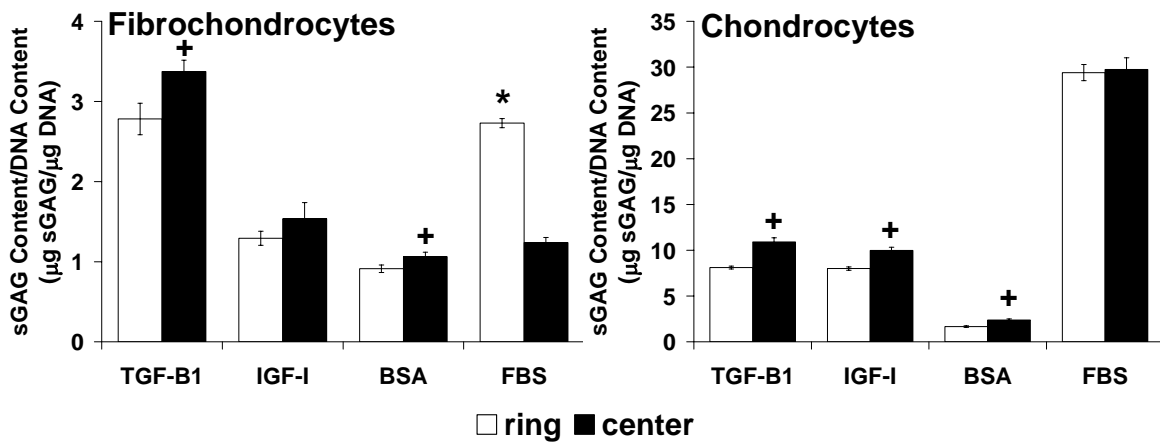 Fibrochondrocytes
sGAG Content/DNA Content
(µg sGAG/µg DNA)
4
3
2
1
0
+
+
*
TGF-B1 IGF-I BSA FBS
Chondrocytes
sGAG Content/DNA Content
(µg sGAG/µg DNA)
35
30
25
20
15
10
5
0
+
+
+
TGF-B1 IGF-I BSA FBS
ring center